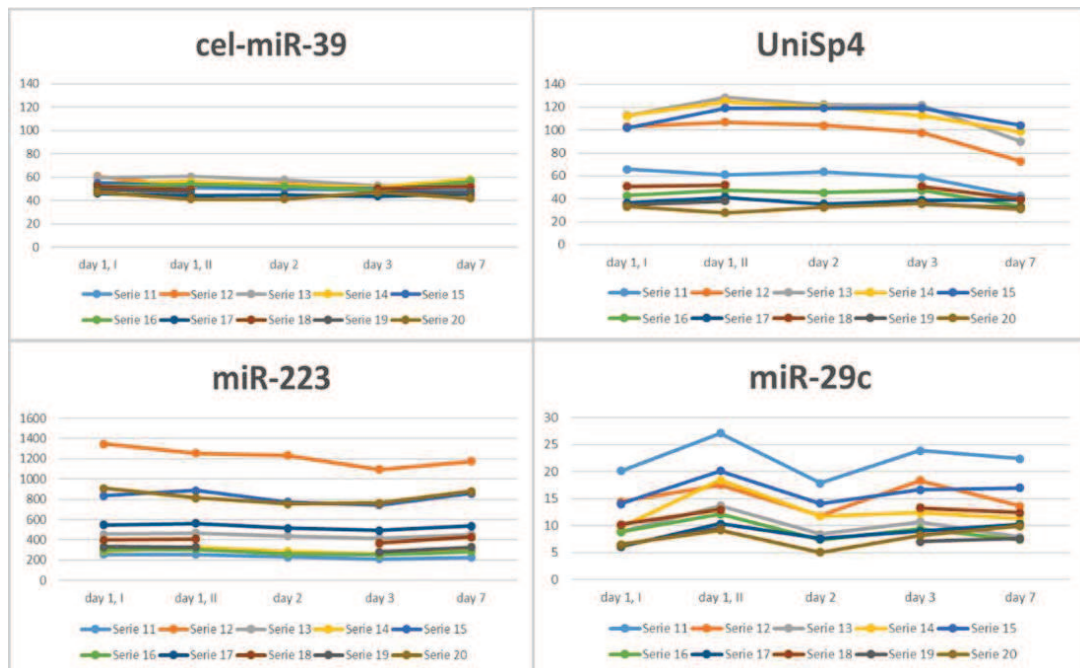 cel-miR-39
140
120
100
80
60
40
20
0
day 1, I day 1, II day 2 day 3 day 7
Serie 11 Serie 12 Serie 13 Serie 14 Serie 15
Serie 16 Serie 17 Serie 18 Serie 19 Serie 20
UniSp4
140
120
100
80
60
40
20
0
day 1, I day 1, II day 2 day 3 day 7
Serie 11 Serie 12 Serie 13 Serie 14 Serie 15
Serie 16 Serie 17 Serie 18 Serie 19 Serie 20
miR-223
1600
1400
1200
1000
800
600
400
200
0
day 1, I day 1, II day 2 day 3 day 7
Serie 11 Serie 12 Serie 13 Serie 14 Serie 15
Serie 16 Serie 17 Serie 18 Serie 19 Serie 20
miR-29c
30
25
20
15
10
5
0
day 1, I day 1, II day 2 day 3 day 7
Serie 11 Serie 12 Serie 13 Serie 14 Serie 15
Serie 16 Serie 17 Serie 18 Serie 19 Serie 20